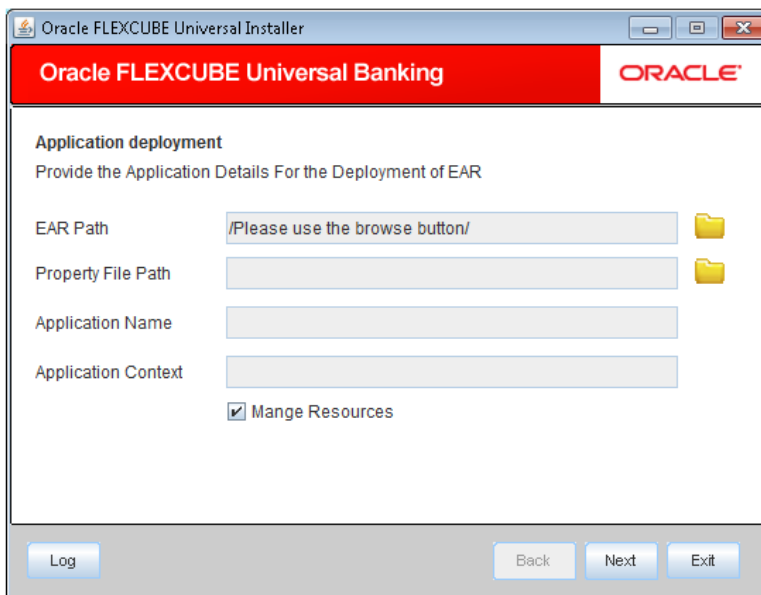 Oracle FLEXCUBE Universal Installer
Oracle FLEXCUBE Universal Banking
ORACLE
Application deployment
Provide the Application Details For the Deployment of EAR
EAR Path
/Please use the browse button/
Property File Path
Application Name
Application Context
Mange Resources
Log
Back
Next
Exit